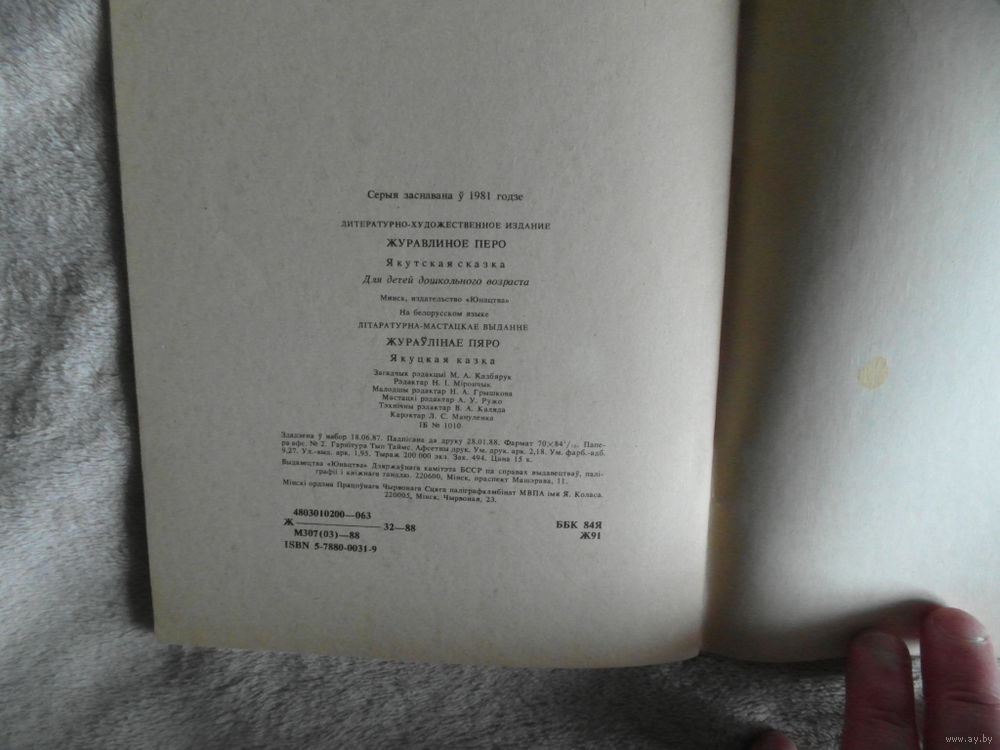 Серыя заснавана ў 1981 годзе
ЛИТЕРАТУРНО-ХУДОЖЕСТВЕННОЕ ИЗДАНИЕ
ЖУРАВЛИНОЕ ПЕРО
Якутская сказка
Для детей дошкольного возраста
Минск, издательство «Юнацтва»
На белорусском языке
ЛІТАРАТУРНА-МАСТАЦКАЕ ВЫДАННЕ
ЖУРАЎЛІНАЕ ПЯРО
Якуцкая казка
Загадчык рэдакцыі М. А. Казбярук
Рэдактар Н. І. Мірончык
Малодшы рэдактар Н. А. Грышкова
Мастацкі рэдактар А. У. Ружо
Тэхнічны рэдактар В. А. Каляда
Карэктар Л. С. Мануленка
ІБ № 1010
Здадзена ў набор 18.06.87. Падпісана да друку 28.01.88. Фармат 70×84¹/₁₆. Папе-
ра афс. № 2. Гарнітура Тып Таймс. Афсетны друк. Ум. друк. арк. 2,18. Ум. фарб.-адб.
9,27. Ул.-выд. арк. 1,95. Тыраж 200 000 экз. Зак. 494. Цана 15 к.
Выдавецтва «Юнацтва» Дзяржаўнага камітэта БССР па справах выдавецтваў, палі-
графіі і кніжнага гандлю. 220600, Мінск, праспект Машэрава, 11.
Мінскі ордэна Працоўнага Чырвонага Сцяга паліграфкамбінат МВПА імя Я. Коласа.
220005, Мінск, Чырвоная, 23.
4803010200—063
Ж 32—88
М307(03)—88
ISBN 5-7880-0031-9
ББК 84Я
Ж91
www.ay.by